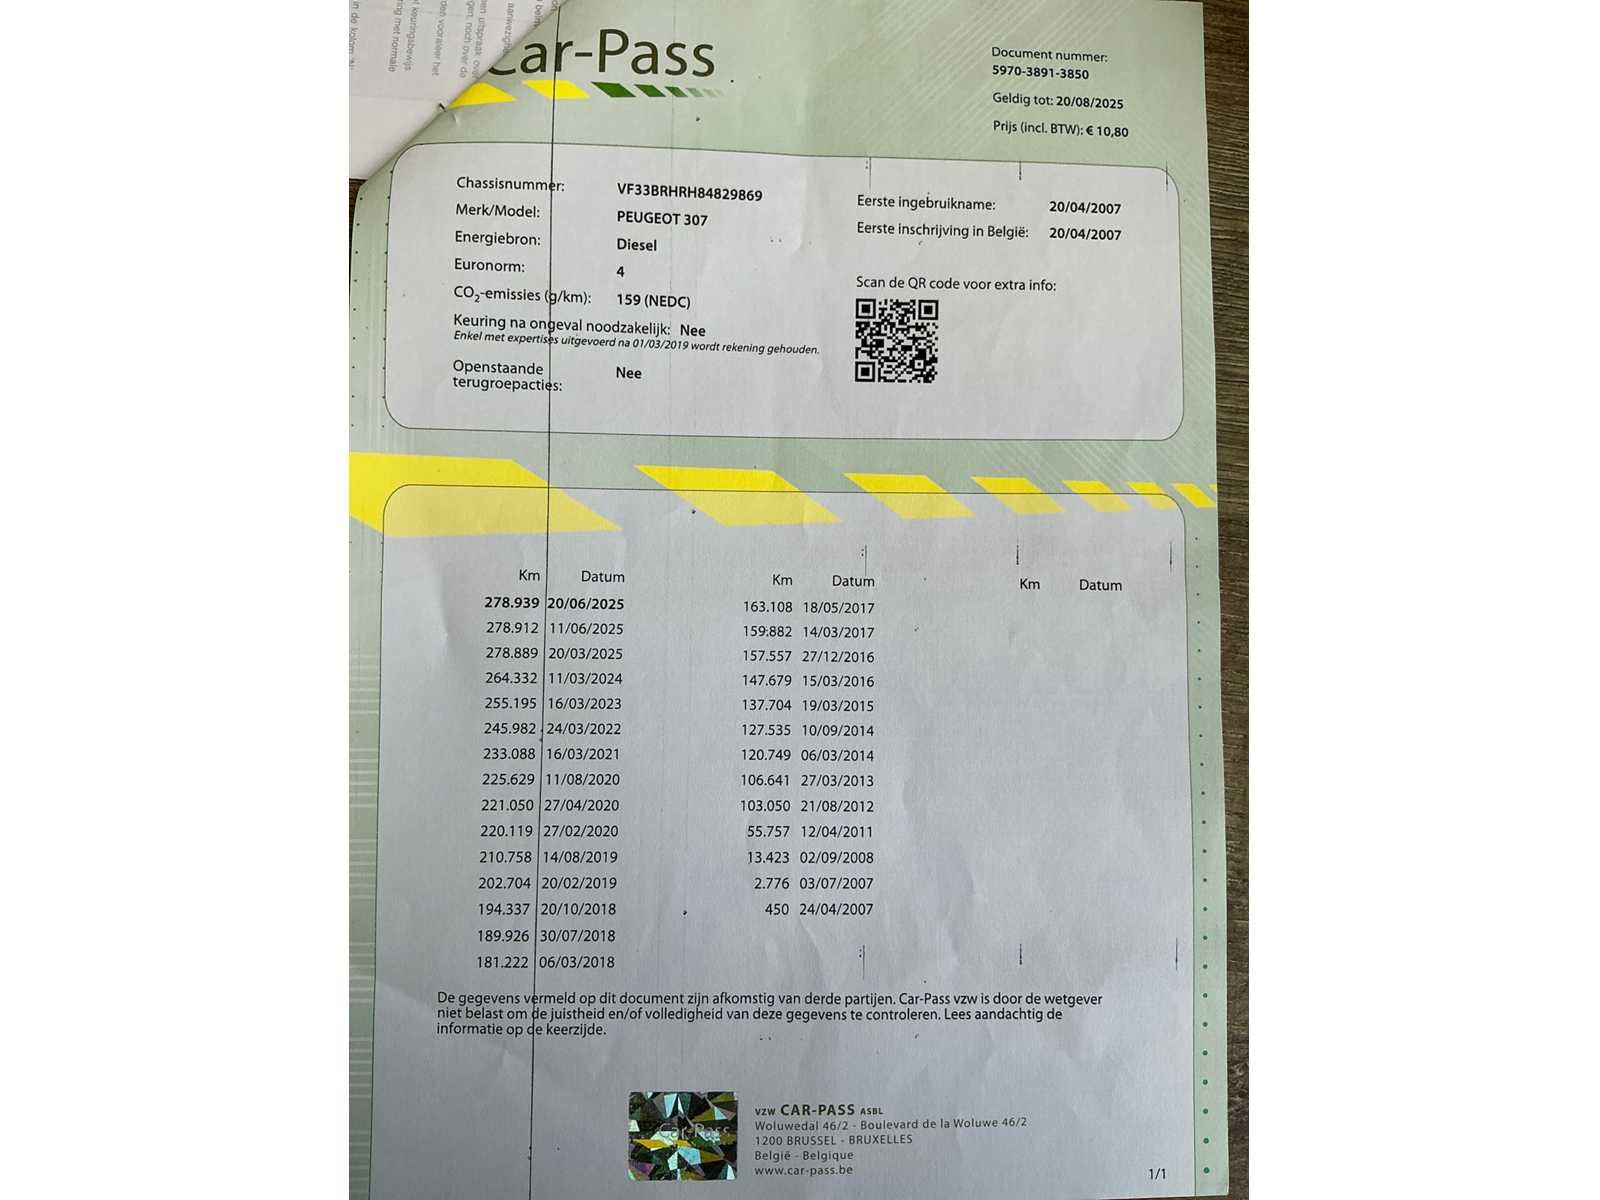 Car-Pass
Document nummer:
5970-3891-3850
Geldig tot: 20/08/2025
Prijs (incl. BTW): € 10,80
Chassisnummer: VF33BRHRH84829869
Merk/Model: PEUGEOT 307
Energiebron: Diesel
Euronorm: 4
CO2-emissies (g/km): 159 (NEDC)
Keuring na ongeval noodzakelijk: Nee
Enkel met expertises uitgevoerd na 01/03/2019 wordt rekening gehouden.
Openstaande
terugroepacties: Nee
Eerste ingebruikname: 20/04/2007
Eerste inschrijving in België: 20/04/2007
Scan de QR code voor extra info:
Km Datum
278.939 20/06/2025
278.912 11/06/2025
278.889 20/03/2025
264.332 11/03/2024
255.195 16/03/2023
245.982 24/03/2022
233.088 16/03/2021
225.629 11/08/2020
221.050 27/04/2020
220.119 27/02/2020
210.758 14/08/2019
202.704 20/02/2019
194.337 20/10/2018
189.926 30/07/2018
181.222 06/03/2018
Km Datum
163.108 18/05/2017
159.882 14/03/2017
157.557 27/12/2016
147.679 15/03/2016
137.704 19/03/2015
127.535 10/09/2014
120.749 06/03/2014
106.641 27/03/2013
103.050 21/08/2012
55.757 12/04/2011
13.423 02/09/2008
2.776 03/07/2007
450 24/04/2007
Km Datum
De gegevens vermeld op dit document zijn afkomstig van derde partijen. Car-Pass vzw is door de wetgever
niet belast om de juistheid en/of volledigheid van deze gegevens te controleren. Lees aandachtig de
informatie op de keerzijde.
Car-Pass
VZW CAR-PASS ASBL
Woluwedal 46/2 - Boulevard de la Woluwe 46/2
1200 BRUSSEL - BRUXELLES
België - Belgique
www.car-pass.be
1/1